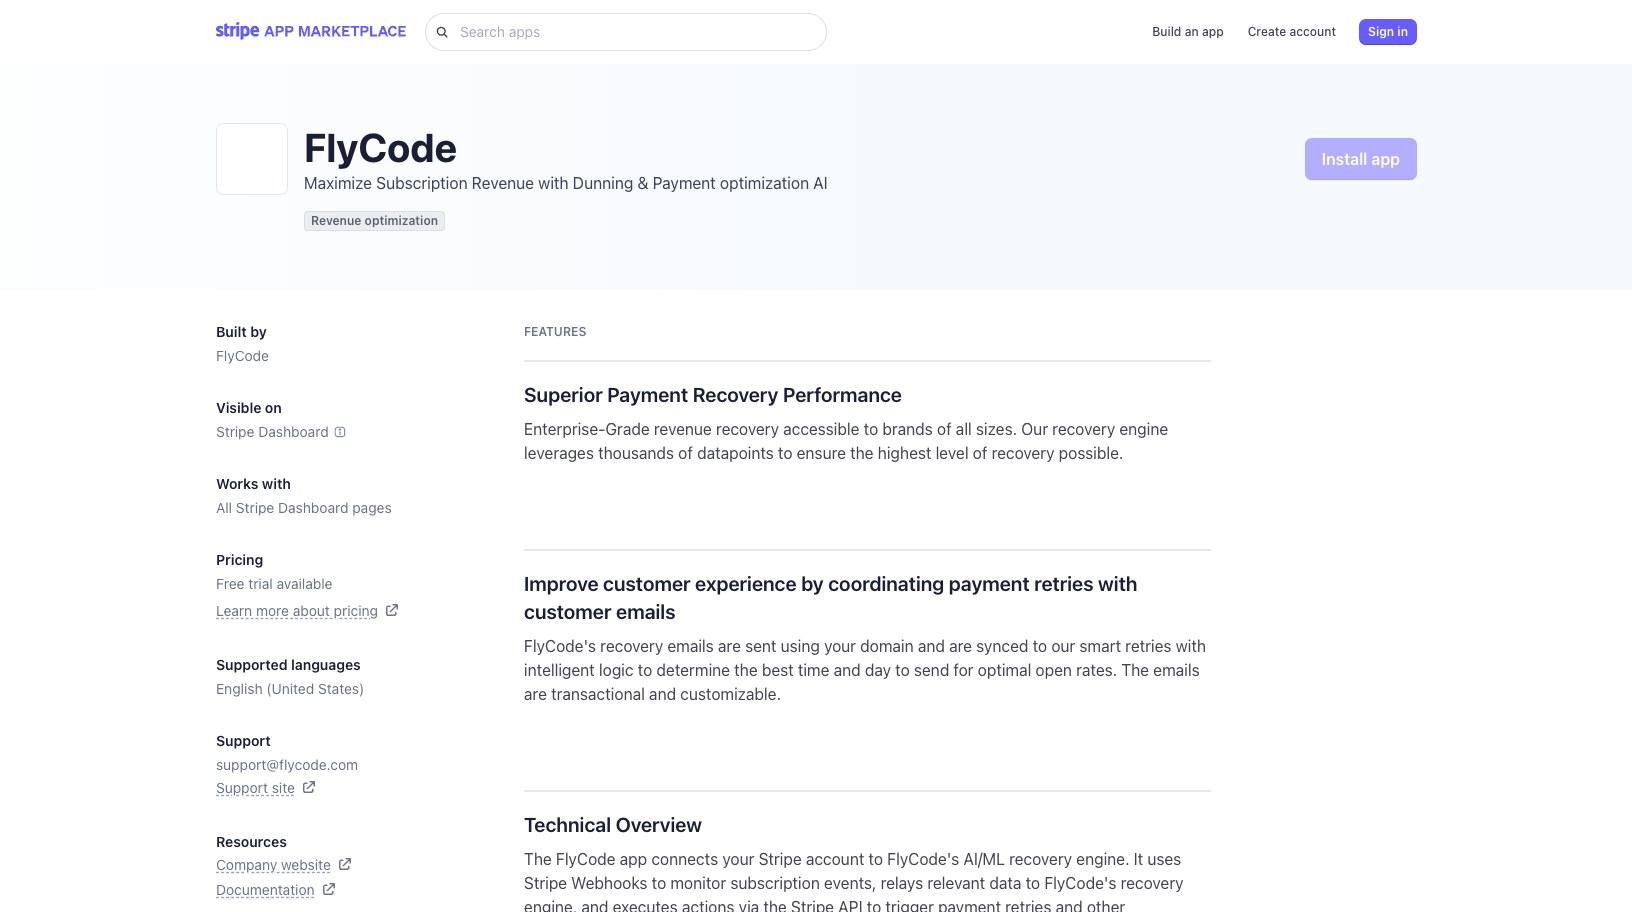 stripe APP MARKETPLACE
Search apps
Build an app
Create account
Sign in
FlyCode
Maximize Subscription Revenue with Dunning & Payment optimization AI
Revenue optimization
Install app
Built by
FlyCode
Visible on
Stripe Dashboard
Works with
All Stripe Dashboard pages
Pricing
Free trial available
Learn more about pricing
Supported languages
English (United States)
Support
support@flycode.com
Support site
Resources
Company website
Documentation
FEATURES
Superior Payment Recovery Performance
Enterprise-Grade revenue recovery accessible to brands of all sizes. Our recovery engine
leverages thousands of datapoints to ensure the highest level of recovery possible.
Improve customer experience by coordinating payment retries with
customer emails
FlyCode's recovery emails are sent using your domain and are synced to our smart retries with
intelligent logic to determine the best time and day to send for optimal open rates. The emails
are transactional and customizable.
Technical Overview
The FlyCode app connects your Stripe account to FlyCode's AI/ML recovery engine. It uses
Stripe Webhooks to monitor subscription events, relays relevant data to FlyCode's recovery
engine, and executes actions via the Stripe API to trigger payment retries and other